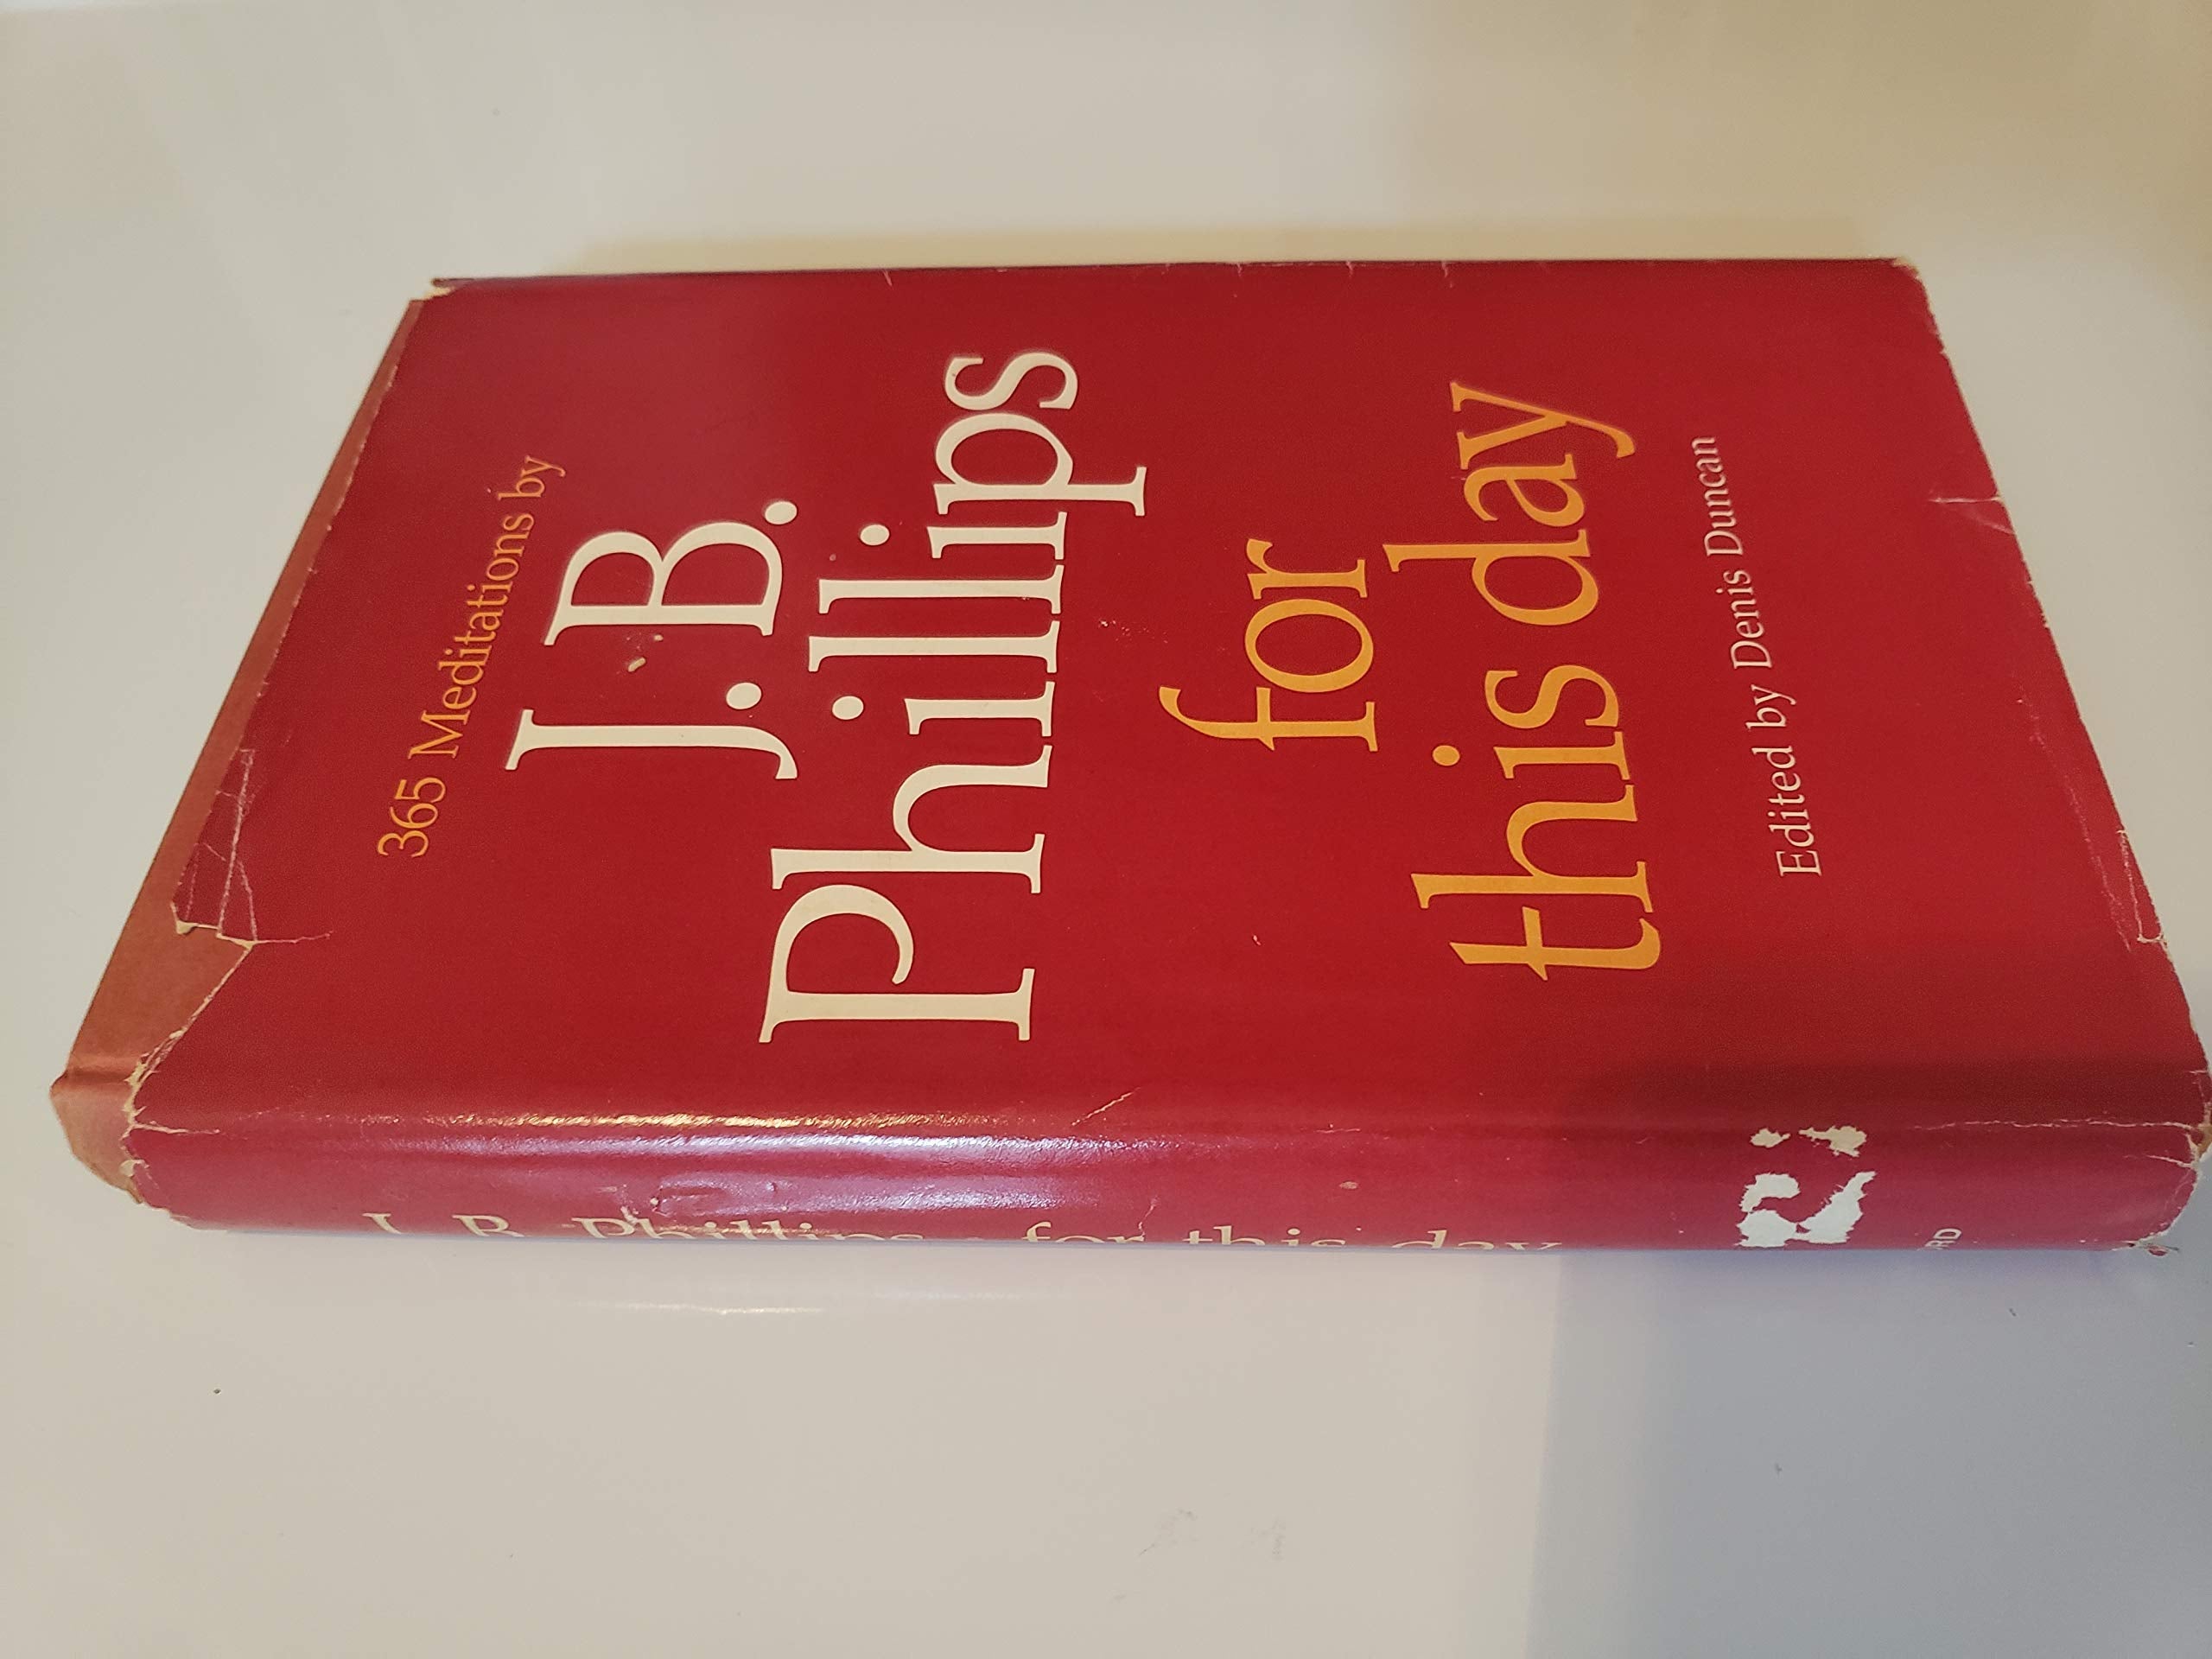 365 Meditations by
J. B.
Phillips
for
this day
Edited by Denis Duncan
J. B. Phillips · for this day